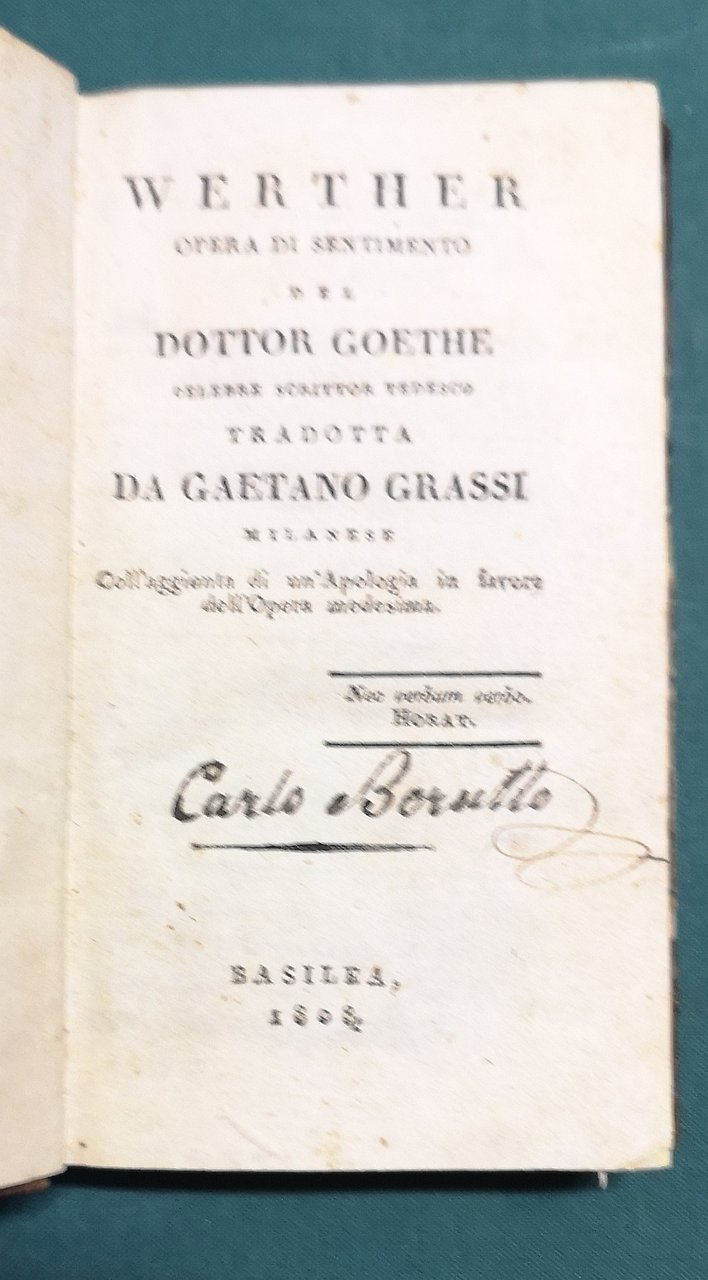 WERTHER
OPERA DI SENTIMENTO
DEL
DOTTOR GOETHE
CELEBRE SCRITTOR TEDESCO
TRADOTTA
DA GAETANO GRASSI
MILANESE
Coll'aggiunta di un'Apologia in favore
dell'Opera medesima.
Nec verbum verbo.
HORAT.
Carlo Borutto
BASILEA,
1808